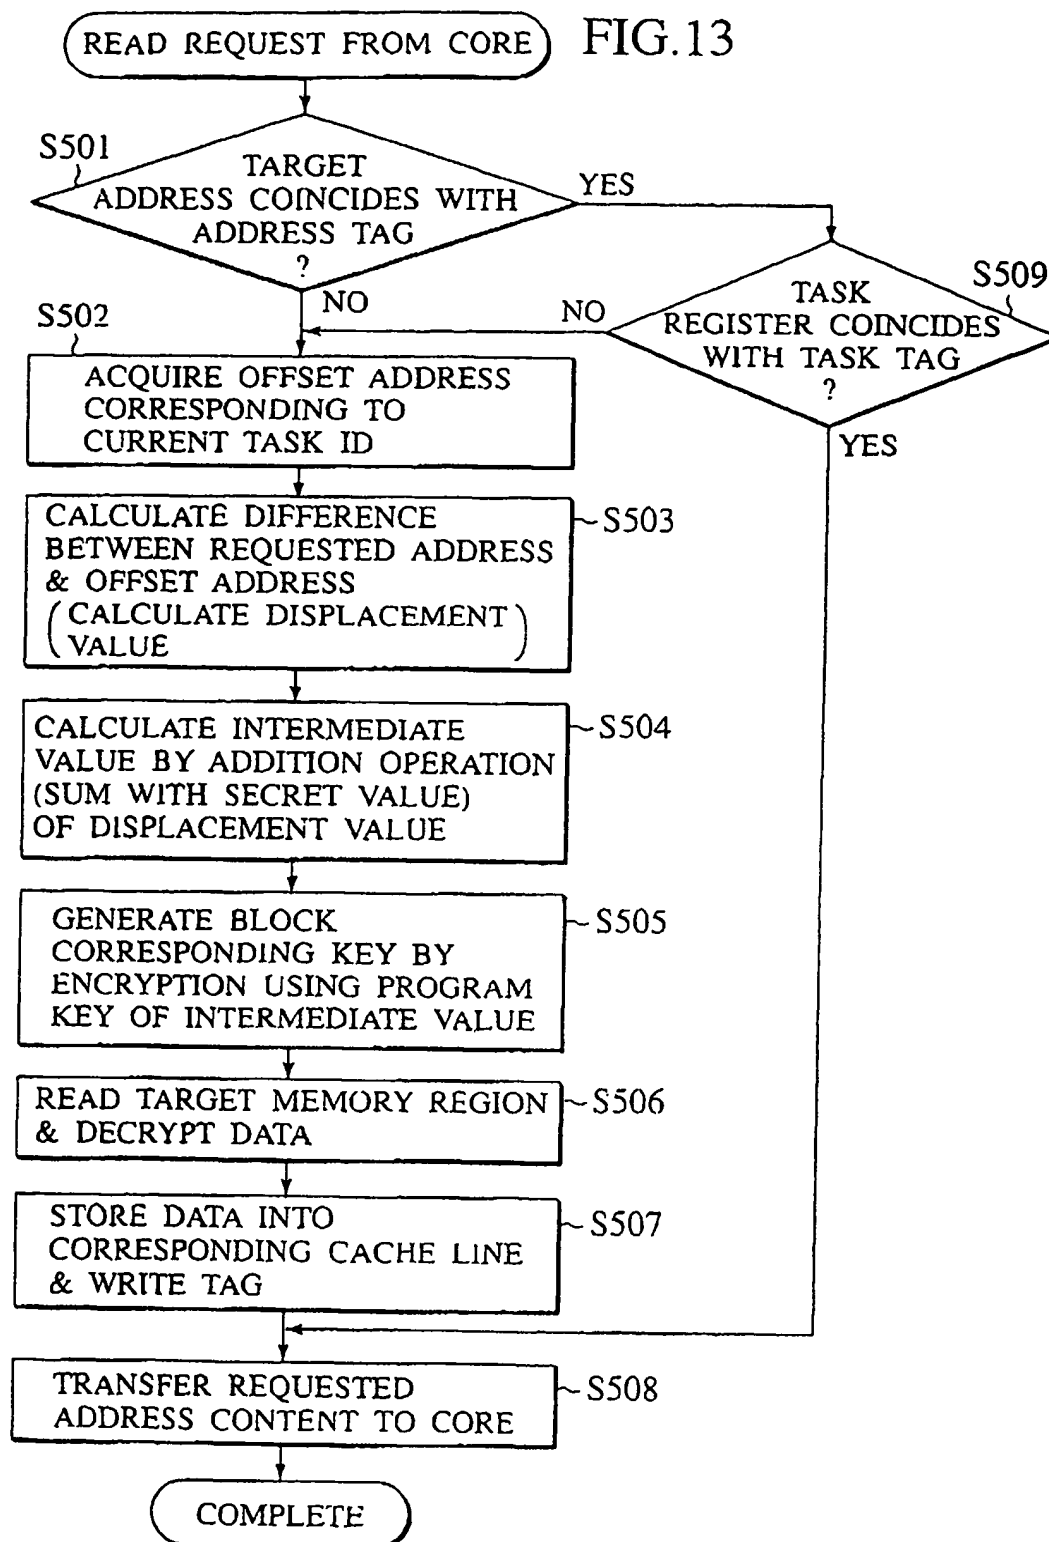 READ REQUEST FROM CORE
FIG.13
S501
TARGET
ADDRESS COINCIDES WITH
ADDRESS TAG
?
YES
NO
S509
TASK
REGISTER COINCIDES
WITH TASK TAG
?
NO
YES
S502
ACQUIRE OFFSET ADDRESS
CORRESPONDING TO
CURRENT TASK ID
CALCULATE DIFFERENCE
BETWEEN REQUESTED ADDRESS
& OFFSET ADDRESS
(CALCULATE DISPLACEMENT
VALUE)
S503
CALCULATE INTERMEDIATE
VALUE BY ADDITION OPERATION
(SUM WITH SECRET VALUE)
OF DISPLACEMENT VALUE
S504
GENERATE BLOCK
CORRESPONDING KEY BY
ENCRYPTION USING PROGRAM
KEY OF INTERMEDIATE VALUE
S505
READ TARGET MEMORY REGION
& DECRYPT DATA
S506
STORE DATA INTO
CORRESPONDING CACHE LINE
& WRITE TAG
S507
TRANSFER REQUESTED
ADDRESS CONTENT TO CORE
S508
COMPLETE